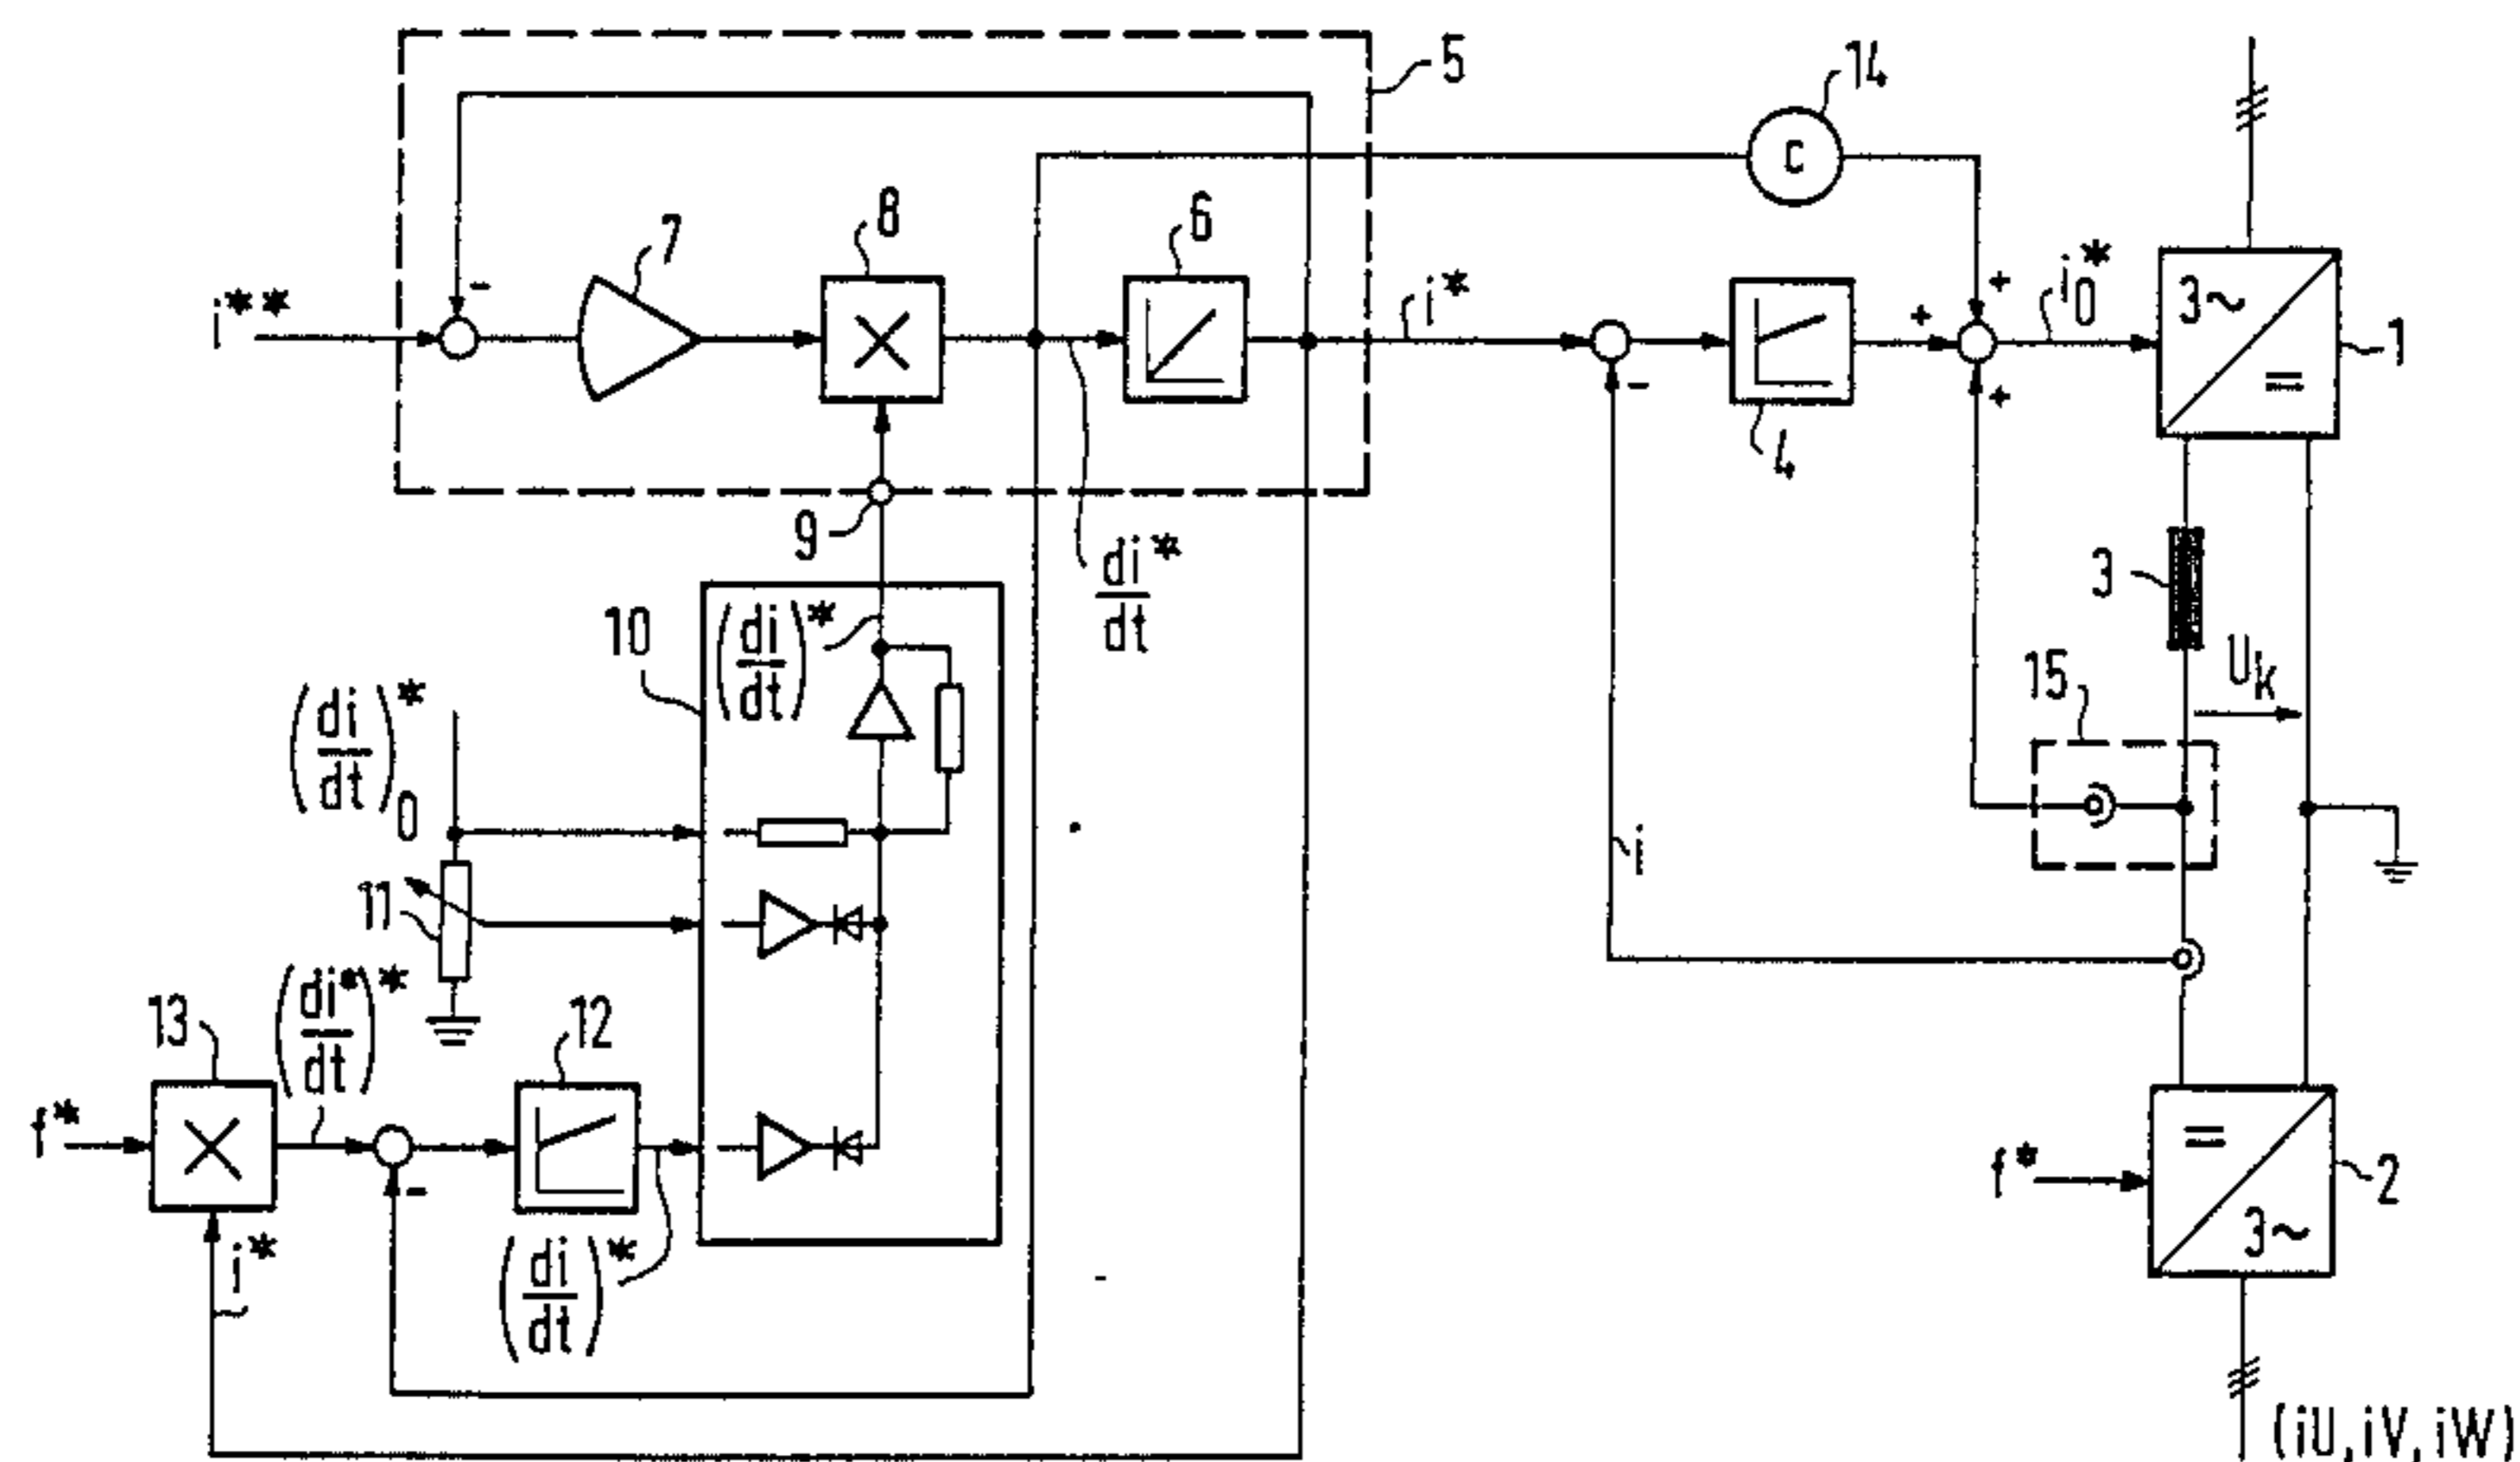 5
14
C
7
8
6
i**
-
i*
+
+
i0*
3~
=
1
-
+
4
9
di*
dt
3
10
(di/dt)*
UK
15
(di/dt)0*
i
11
13
(di/dt)**
12
f*
-
=
f*
2
3~
i*
(di/dt)*
(iU, iV, iW)